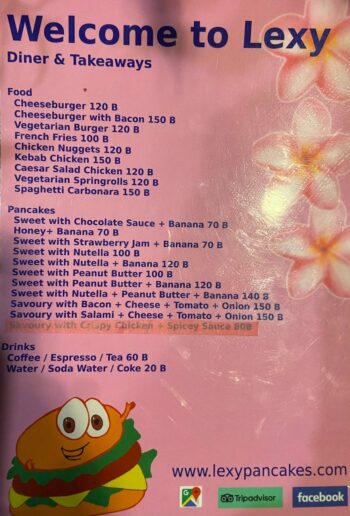 Welcome to Lexy
Diner & Takeaways
Food
Cheeseburger 120 B
Cheeseburger with Bacon 150 B
Vegetarian Burger 120 B
French Fries 100 B
Chicken Nuggets 120 B
Kebab Chicken 150 B
Caesar Salad Chicken 120 B
Vegetarian Springrolls 120 B
Spaghetti Carbonara 150 B
Pancakes
Sweet with Chocolate Sauce + Banana 70 B
Honey+ Banana 70 B
Sweet with Strawberry Jam + Banana 70 B
Sweet with Nutella 100 B
Sweet with Nutella + Banana 120 B
Sweet with Peanut Butter 100 B
Sweet with Peanut Butter + Banana 120 B
Sweet with Nutella + Peanut Butter + Banana 140 B
Savoury with Bacon + Cheese + Tomato + Onion 150 B
Savoury with Salami + Cheese + Tomato + Onion 150 B
Savoury with Crispy Chicken + Spicey Sauce 80B
Drinks
Coffee / Espresso / Tea 60 B
Water / Soda Water / Coke 20 B
www.lexypancakes.com
G Tripadvisor facebook